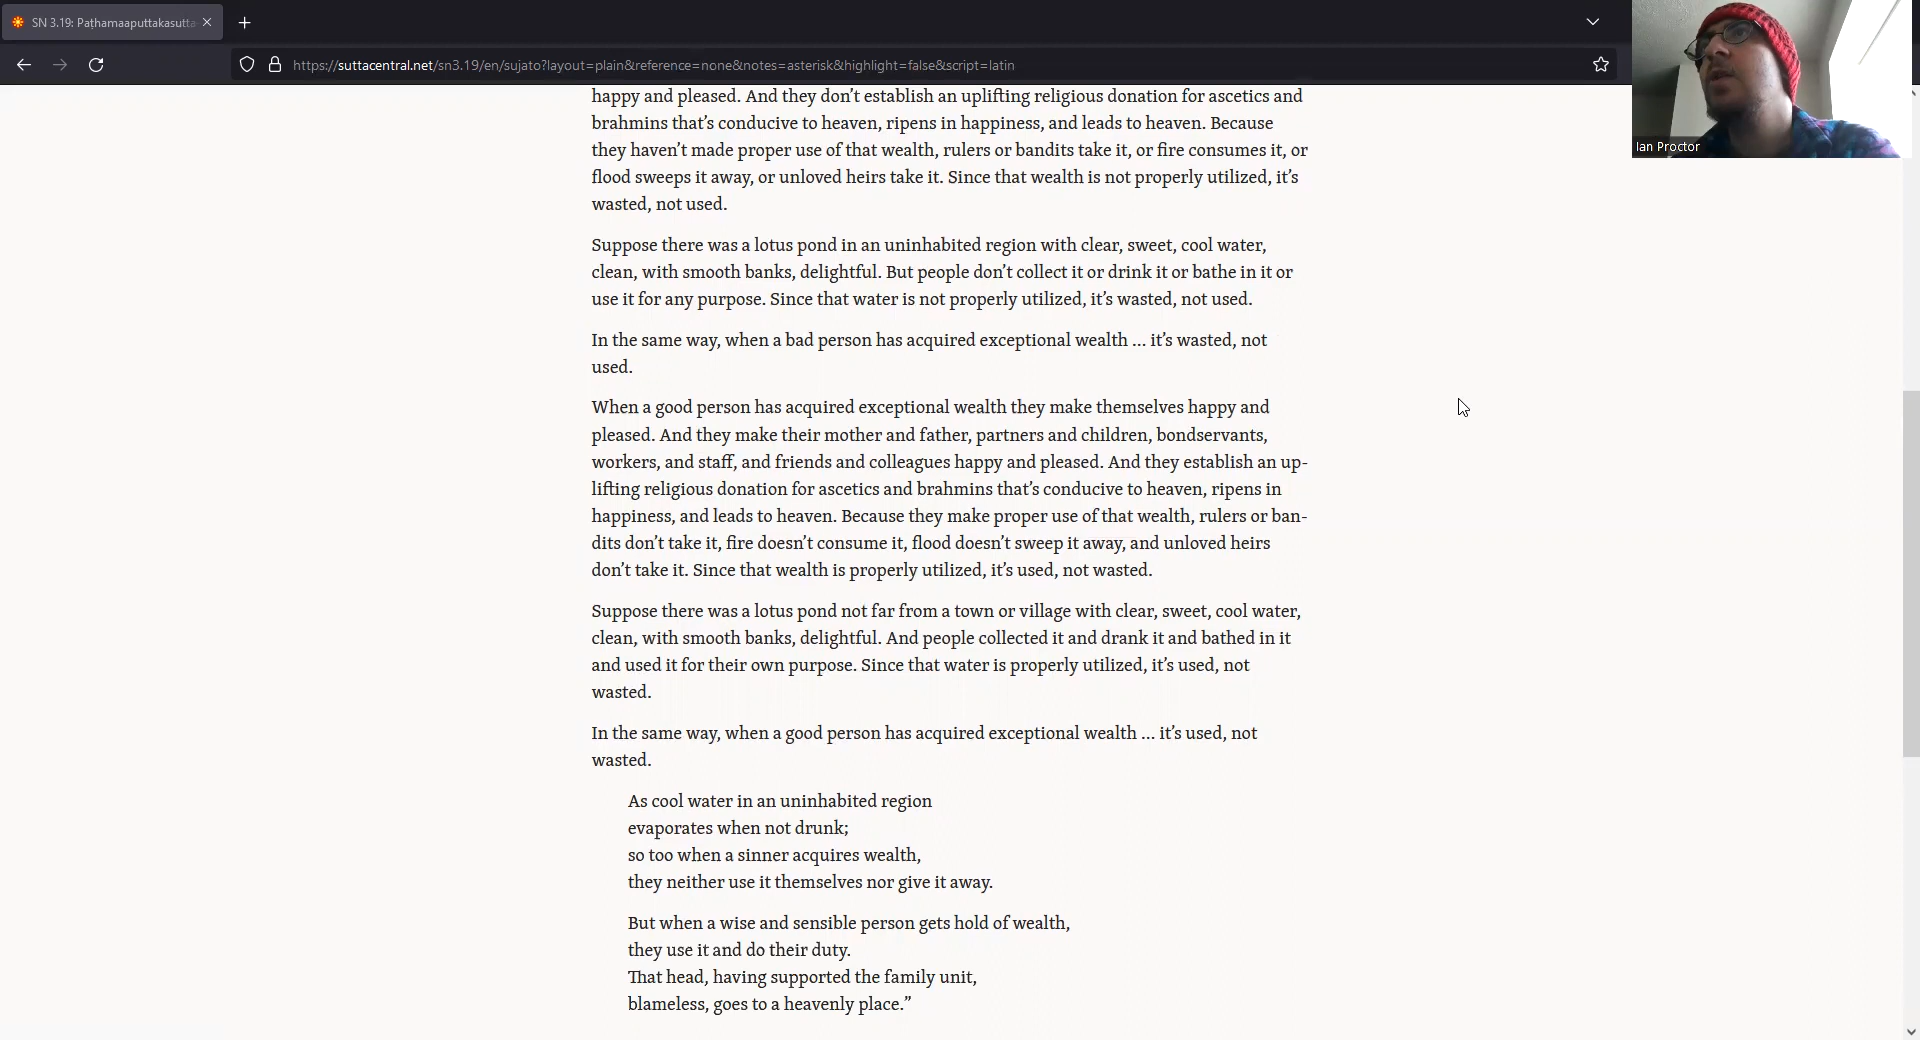 SN 3.19: Paṭhamaaputtakasutta
https://suttacentral.net/sn3.19/en/sujato?layout=plain&reference=none&notes=asterisk&highlight=false&script=latin
Ian Proctor
happy and pleased. And they don’t establish an uplifting religious donation for ascetics and
brahmins that’s conducive to heaven, ripens in happiness, and leads to heaven. Because
they haven’t made proper use of that wealth, rulers or bandits take it, or fire consumes it, or
flood sweeps it away, or unloved heirs take it. Since that wealth is not properly utilized, it’s
wasted, not used.
Suppose there was a lotus pond in an uninhabited region with clear, sweet, cool water,
clean, with smooth banks, delightful. But people don’t collect it or drink it or bathe in it or
use it for any purpose. Since that water is not properly utilized, it’s wasted, not used.
In the same way, when a bad person has acquired exceptional wealth … it’s wasted, not
used.
When a good person has acquired exceptional wealth they make themselves happy and
pleased. And they make their mother and father, partners and children, bondservants,
workers, and staff, and friends and colleagues happy and pleased. And they establish an up-
lifting religious donation for ascetics and brahmins that’s conducive to heaven, ripens in
happiness, and leads to heaven. Because they make proper use of that wealth, rulers or ban-
dits don’t take it, fire doesn’t consume it, flood doesn’t sweep it away, and unloved heirs
don’t take it. Since that wealth is properly utilized, it’s used, not wasted.
Suppose there was a lotus pond not far from a town or village with clear, sweet, cool water,
clean, with smooth banks, delightful. And people collected it and drank it and bathed in it
and used it for their own purpose. Since that water is properly utilized, it’s used, not
wasted.
In the same way, when a good person has acquired exceptional wealth … it’s used, not
wasted.
As cool water in an uninhabited region
evaporates when not drunk;
so too when a sinner acquires wealth,
they neither use it themselves nor give it away.
But when a wise and sensible person gets hold of wealth,
they use it and do their duty.
That head, having supported the family unit,
blameless, goes to a heavenly place.”